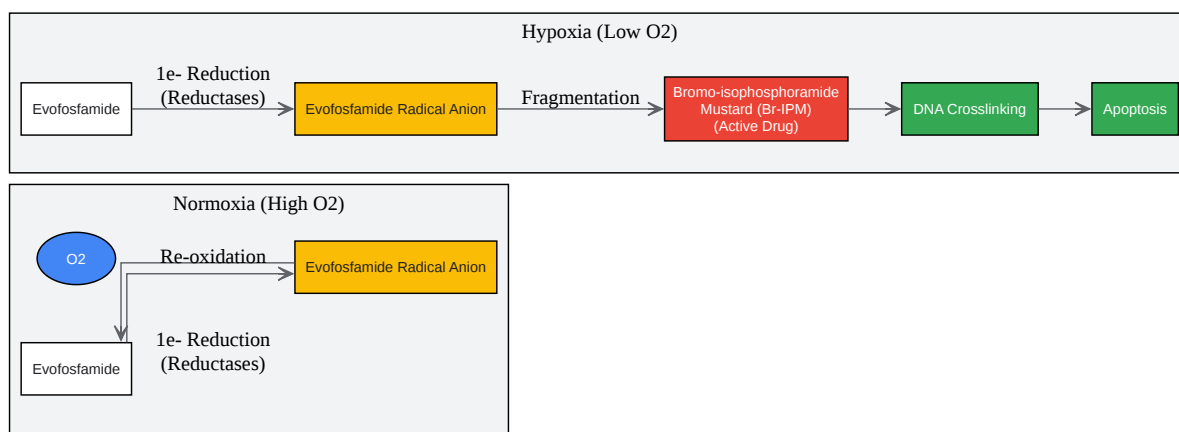 Hypoxia (Low O2)
Evofosfamide
1e- Reduction
(Reductases)
Evofosfamide Radical Anion
Fragmentation
Bromo-isophosphoramide
Mustard (Br-IPM)
(Active Drug)
DNA Crosslinking
Apoptosis
Normoxia (High O2)
O2
Re-oxidation
Evofosfamide Radical Anion
1e- Reduction
(Reductases)
Evofosfamide